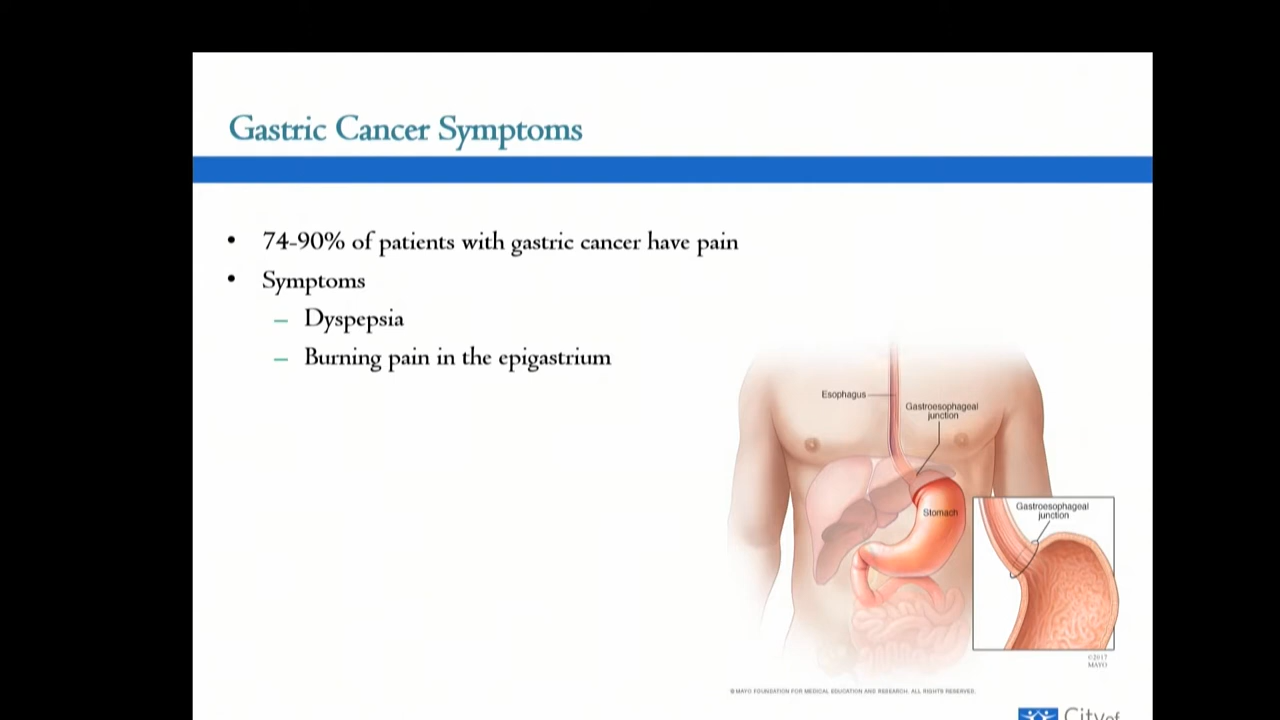 Gastric Cancer Symptoms
• 74-90% of patients with gastric cancer have pain
• Symptoms
– Dyspepsia
– Burning pain in the epigastrium
Esophagus
Gastroesophageal
junction
Stomach
Gastroesophageal
junction
©2017
MAYO
© MAYO FOUNDATION FOR MEDICAL EDUCATION AND RESEARCH. ALL RIGHTS RESERVED.
City of